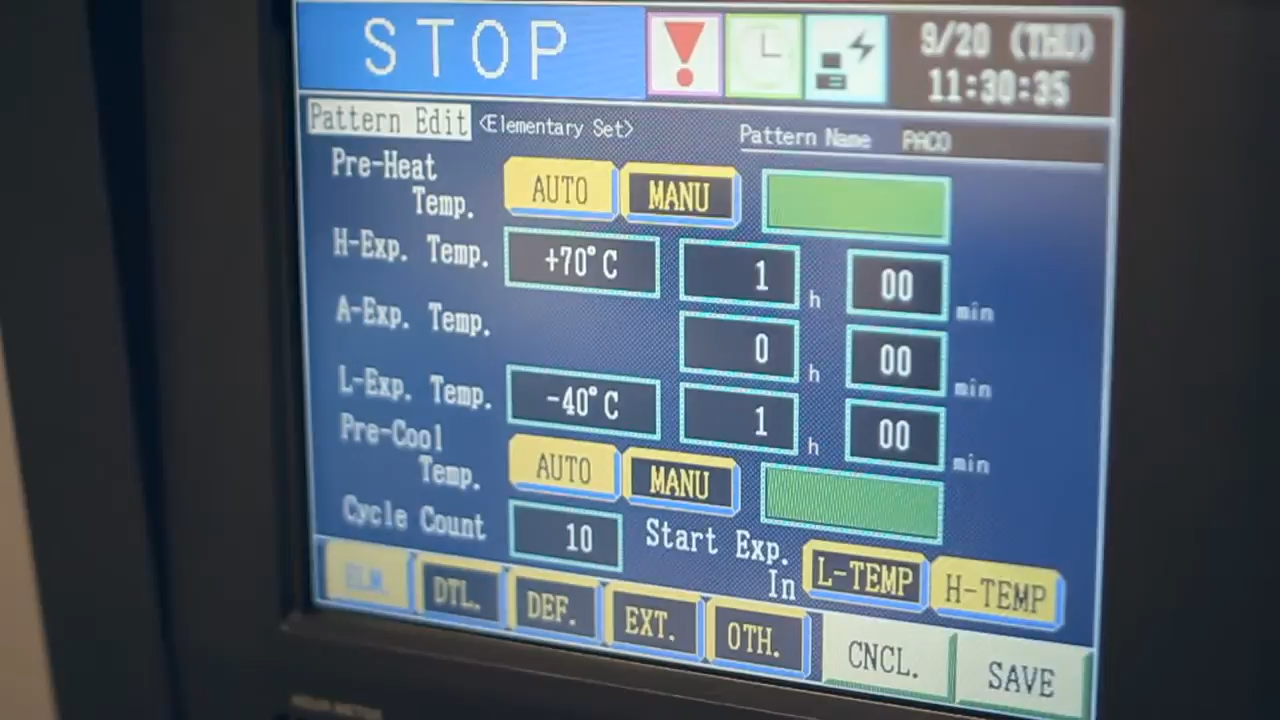 STOP
9/20 (THU)
11:30:35
Pattern Edit <Elementary Set> Pattern Name PACO
Pre-Heat Temp. AUTO MANU
H-Exp. Temp. +70°C 1 h 00 min
A-Exp. Temp. 0 h 00 min
L-Exp. Temp. -40°C 1 h 00 min
Pre-Cool Temp. AUTO MANU
Cycle Count 10 Start Exp. In L-TEMP H-TEMP
ELM. DTL. DEF. EXT. OTH. CNCL. SAVE